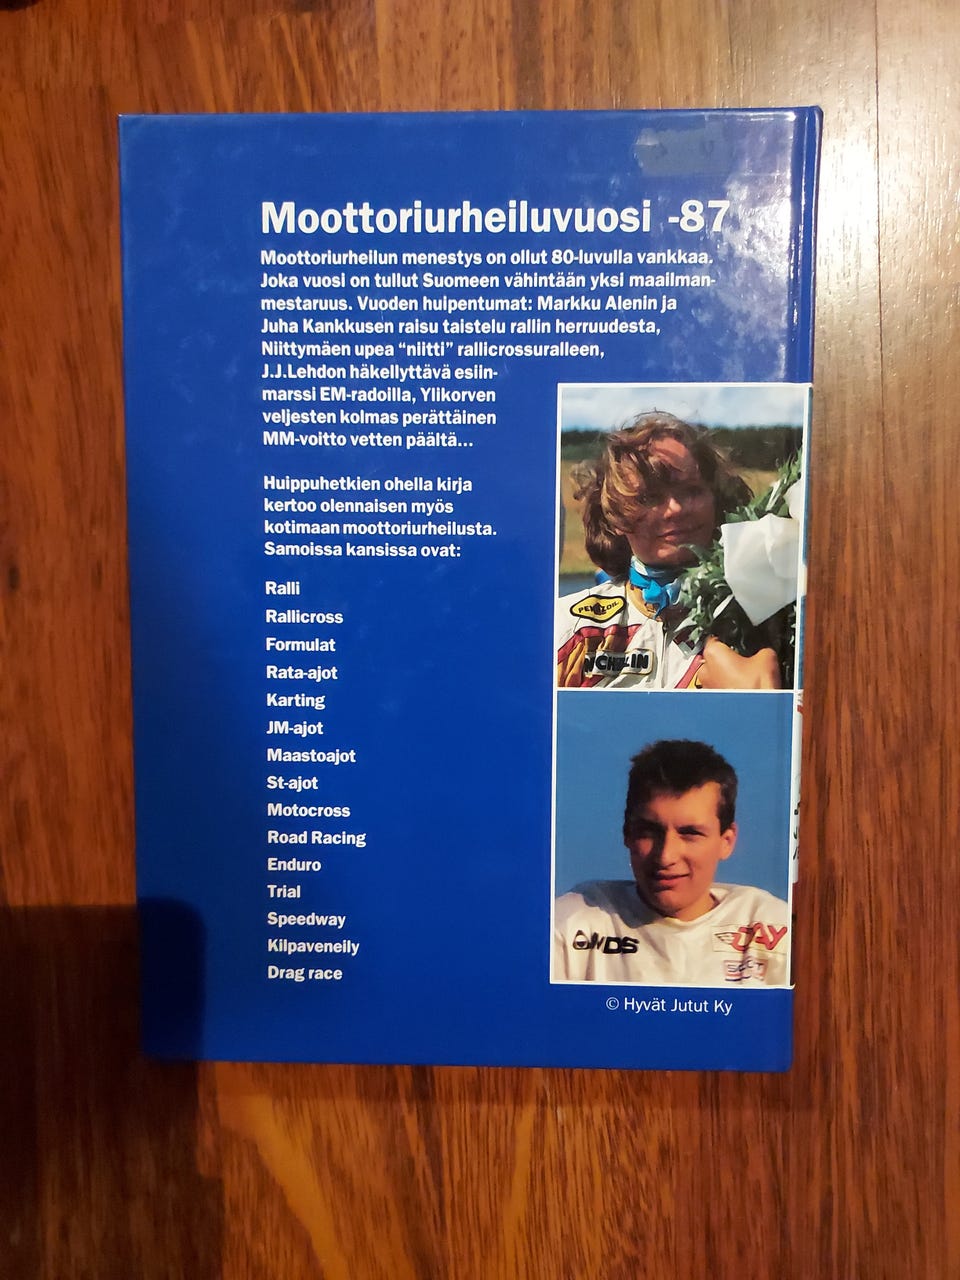 Moottoriurheiluvuosi -87
Moottoriurheilun menestys on ollut 80-luvulla vankkaa.
Joka vuosi on tullut Suomeen vähintään yksi maailman-
mestaruus. Vuoden huipentumat: Markku Alenin ja
Juha Kankkusen raisu taistelu rallin herruudesta,
Niittymäen upea “niitti” rallicrossuralleen,
J.J.Lehdon häkellyttävä esiin-
marssi EM-radoilla, Ylikorven
veljesten kolmas perättäinen
MM-voitto vetten päältä...
Huippuhetkien ohella kirja
kertoo olennaisen myös
kotimaan moottoriurheilusta.
Samoissa kansissa ovat:
Ralli
Rallicross
Formulat
Rata-ajot
Karting
JM-ajot
Maastoajot
St-ajot
Motocross
Road Racing
Enduro
Trial
Speedway
Kilpaveneily
Drag race
© Hyvät Jutut Ky